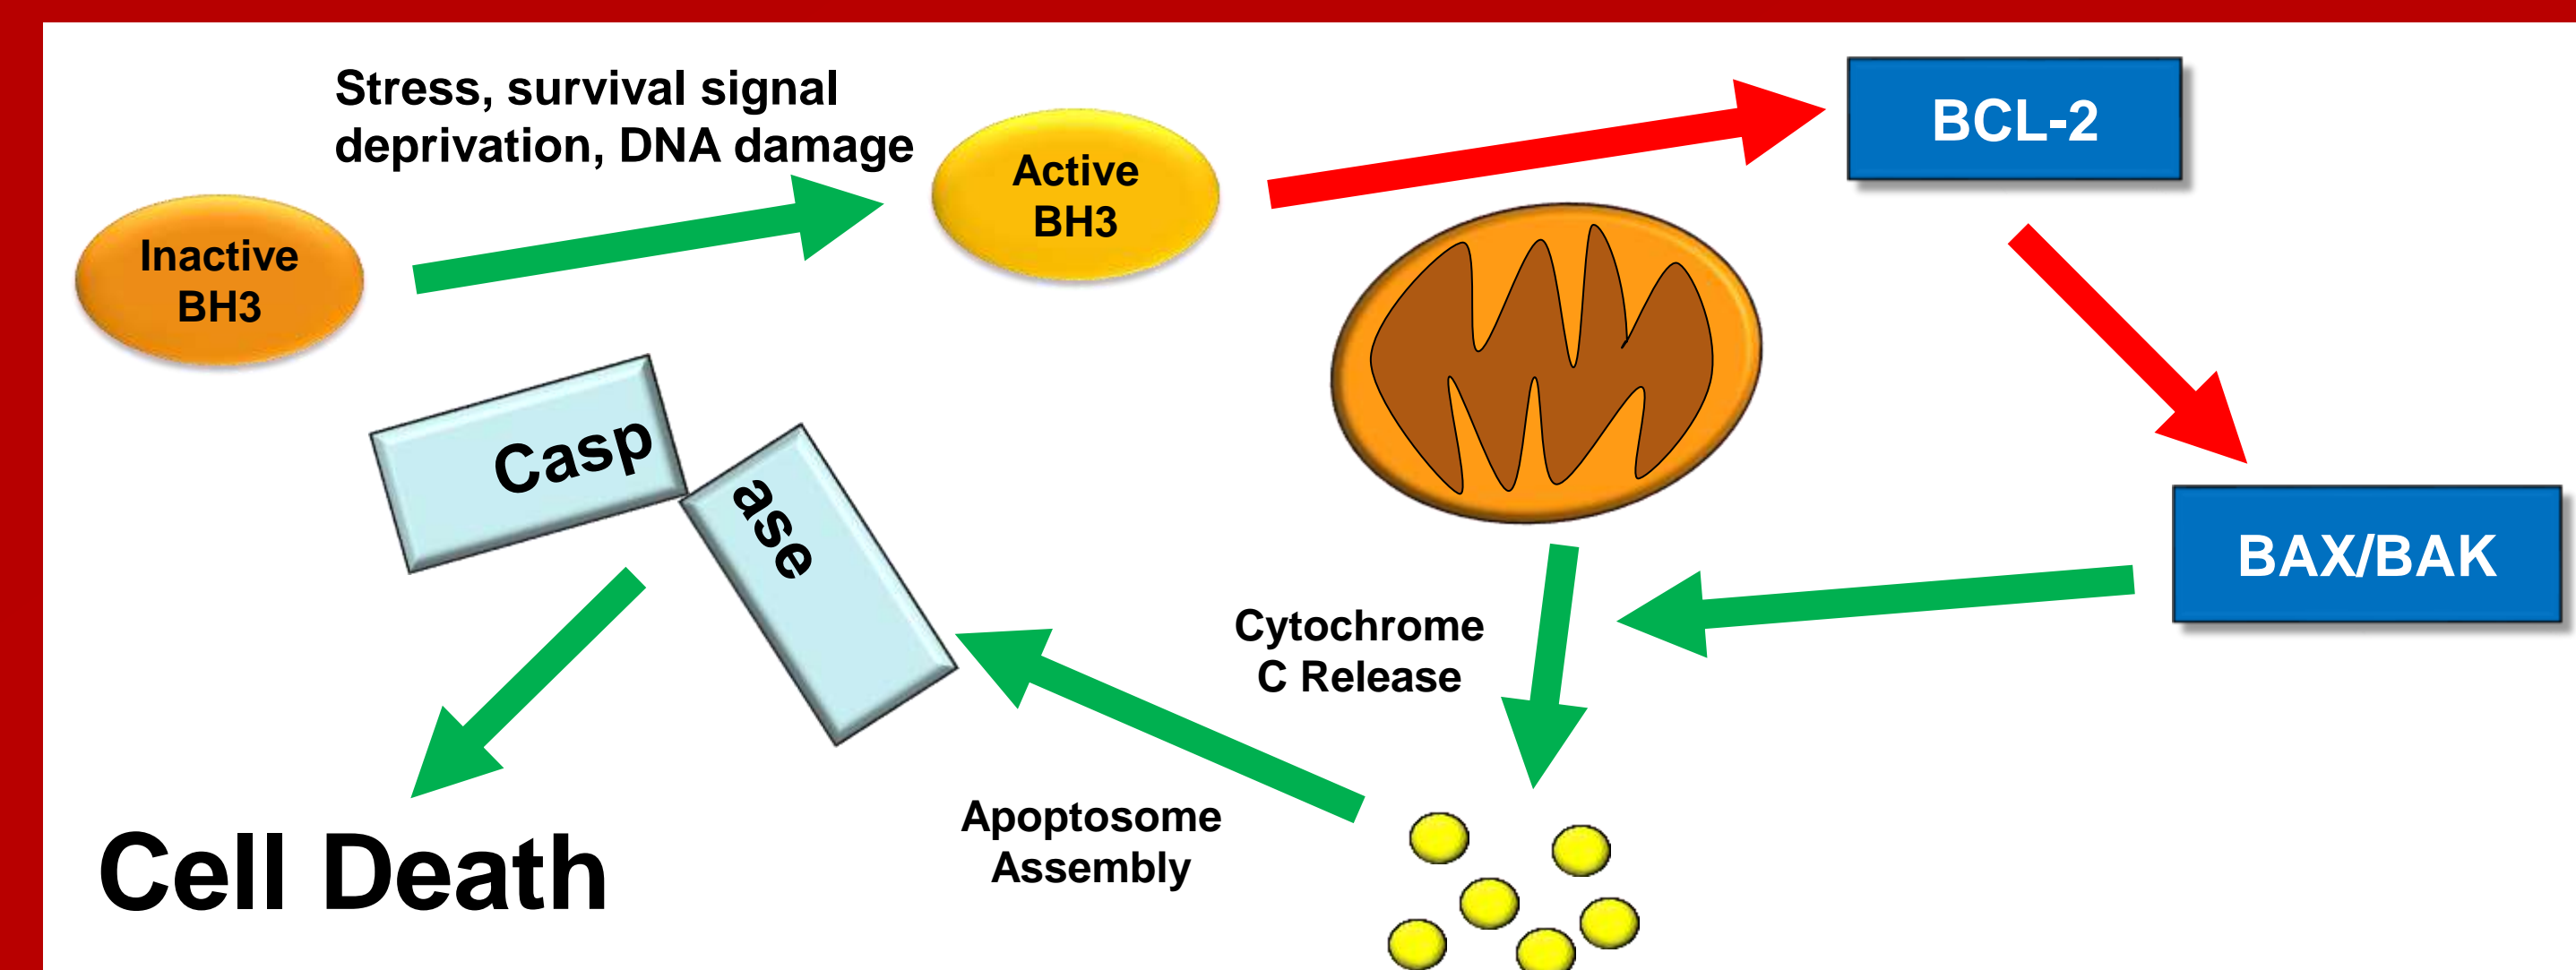 Stress, survival signal
deprivation, DNA damage
Inactive
BH3
Active
BH3
BCL-2
BAX/BAK
Cytochrome
C Release
Apoptosome
Assembly
Casp
ase
Cell Death